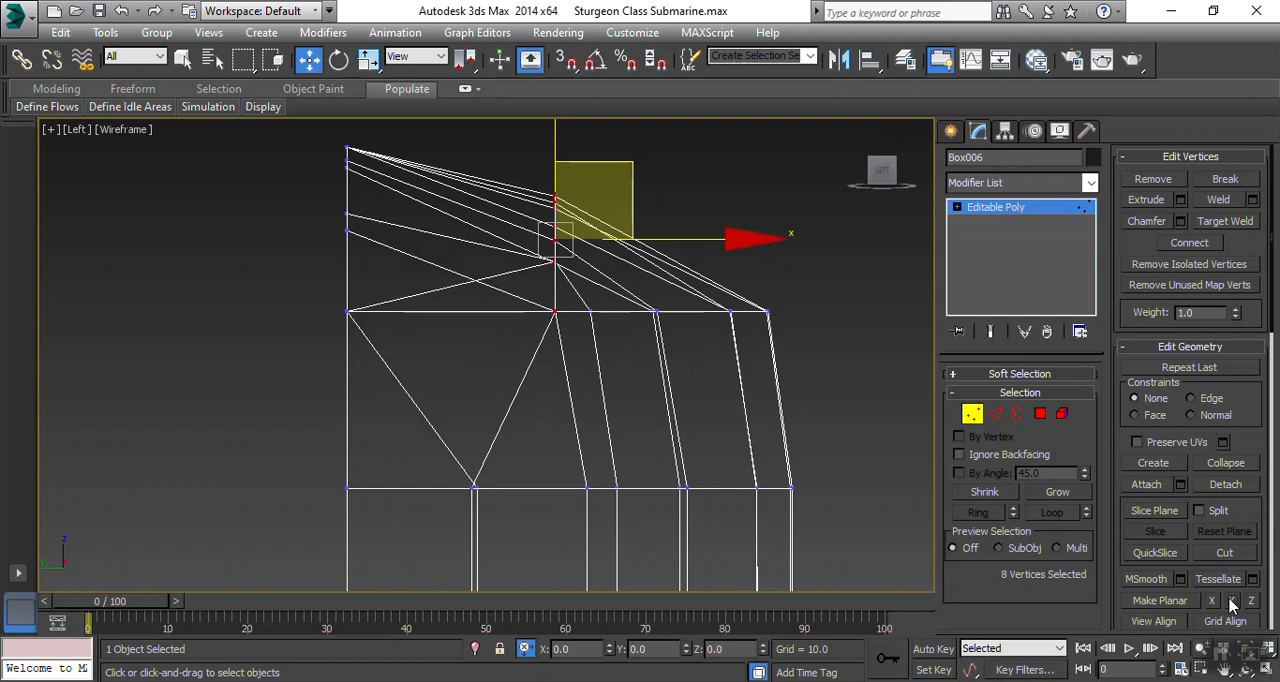 Workspace: Default
Autodesk 3ds Max 2014 x64 Sturgeon Class Submarine.max
Type a keyword or phrase
Edit Tools Group Views Create Modifiers Animation Graph Editors Rendering Customize MAXScript Help
All View 3 Create Selection Se
Modeling Freeform Selection Object Paint Populate
Define Flows Define Idle Areas Simulation Display
[+] [Left] [Wireframe]
LEFT
x
z
Box006
Modifier List
Editable Poly
Soft Selection
Selection
By Vertex
Ignore Backfacing
By Angle: 45.0
Shrink Grow
Ring Loop
Preview Selection
Off SubObj Multi
8 Vertices Selected
Edit Vertices
Remove Break
Extrude Weld
Chamfer Target Weld
Connect
Remove Isolated Vertices
Remove Unused Map Verts
Weight: 1.0
Edit Geometry
Repeat Last
Constraints
None Edge
Face Normal
Preserve UVs
Create Collapse
Attach Detach
Slice Plane Split
Slice Reset Plane
QuickSlice Cut
MSmooth Tessellate
Make Planar X Z
View Align Grid Align
< 0 / 100 >
0 10 20 30 40 50 60 70 80 90 100
1 Object Selected X: 0.0 Y: 0.0 Z: 0.0 Grid = 10.0 Auto Key Selected
Welcome to M Click or click-and-drag to select objects Add Time Tag Set Key Key Filters... 0